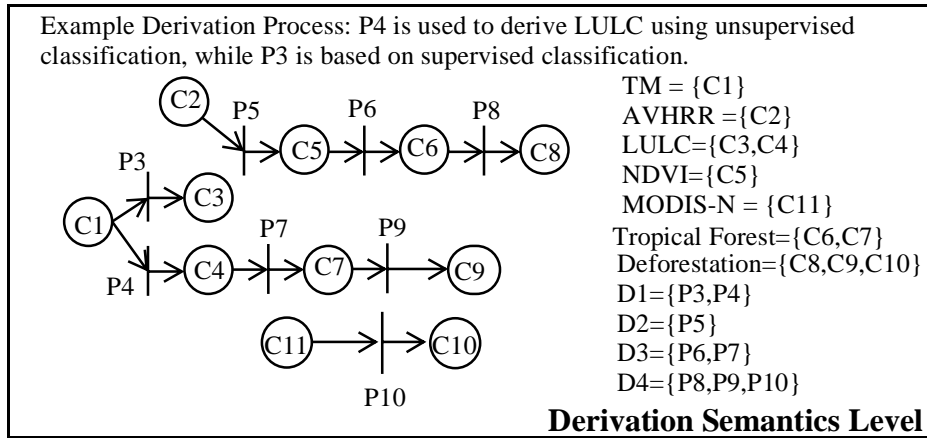 Example Derivation Process: P4 is used to derive LULC using unsupervised
classification, while P3 is based on supervised classification.
C2
P5
P6
P8
C5
C6
C8
P3
C3
C1
P7
P9
P4
C4
C7
C9
C11
C10
P10
TM = {C1}
AVHRR ={C2}
LULC={C3,C4}
NDVI={C5}
MODIS-N = {C11}
Tropical Forest={C6,C7}
Deforestation={C8,C9,C10}
D1={P3,P4}
D2={P5}
D3={P6,P7}
D4={P8,P9,P10}
Derivation Semantics Level